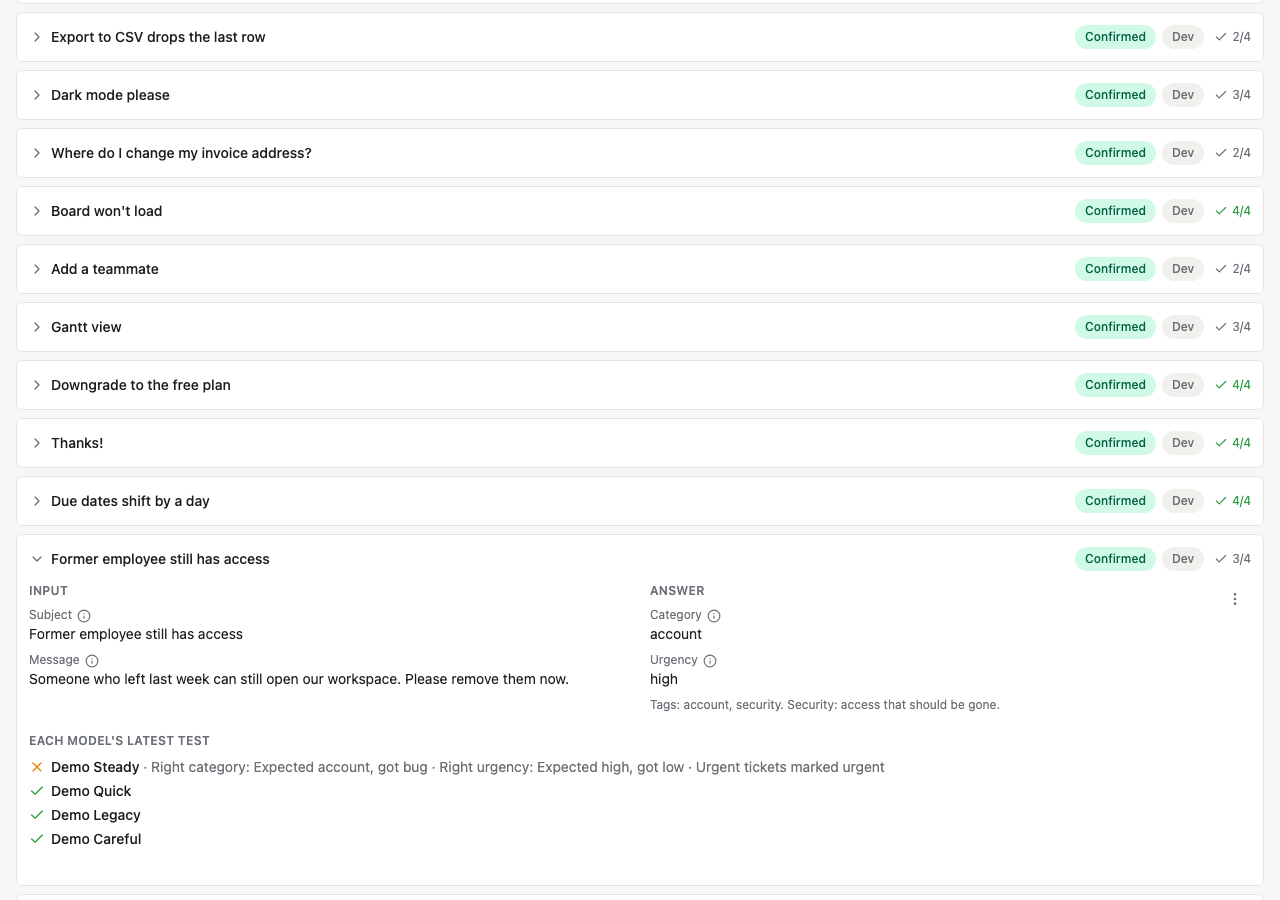 Export to CSV drops the last row Confirmed Dev 2/4
Dark mode please Confirmed Dev 3/4
Where do I change my invoice address? Confirmed Dev 2/4
Board won't load Confirmed Dev 4/4
Add a teammate Confirmed Dev 2/4
Gantt view Confirmed Dev 3/4
Downgrade to the free plan Confirmed Dev 4/4
Thanks! Confirmed Dev 4/4
Due dates shift by a day Confirmed Dev 4/4
Former employee still has access Confirmed Dev 3/4
INPUT
Subject
Former employee still has access
Message
Someone who left last week can still open our workspace. Please remove them now.
ANSWER
Category
account
Urgency
high
Tags: account, security. Security: access that should be gone.
EACH MODEL'S LATEST TEST
Demo Steady · Right category: Expected account, got bug · Right urgency: Expected high, got low · Urgent tickets marked urgent
Demo Quick
Demo Legacy
Demo Careful